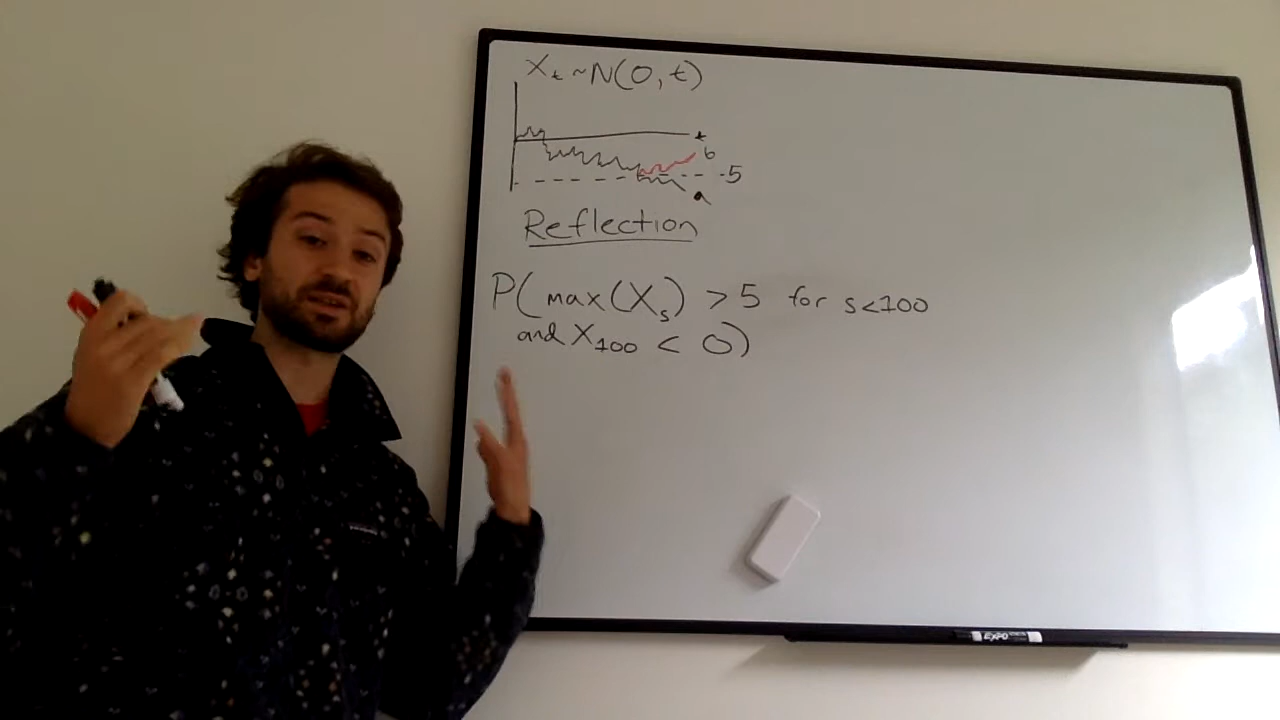 X_t ~ N(0, t)
t
b
-5
a
Reflection
P( max(X_s) > 5 for s<100
and X_100 < 0)
EXPO